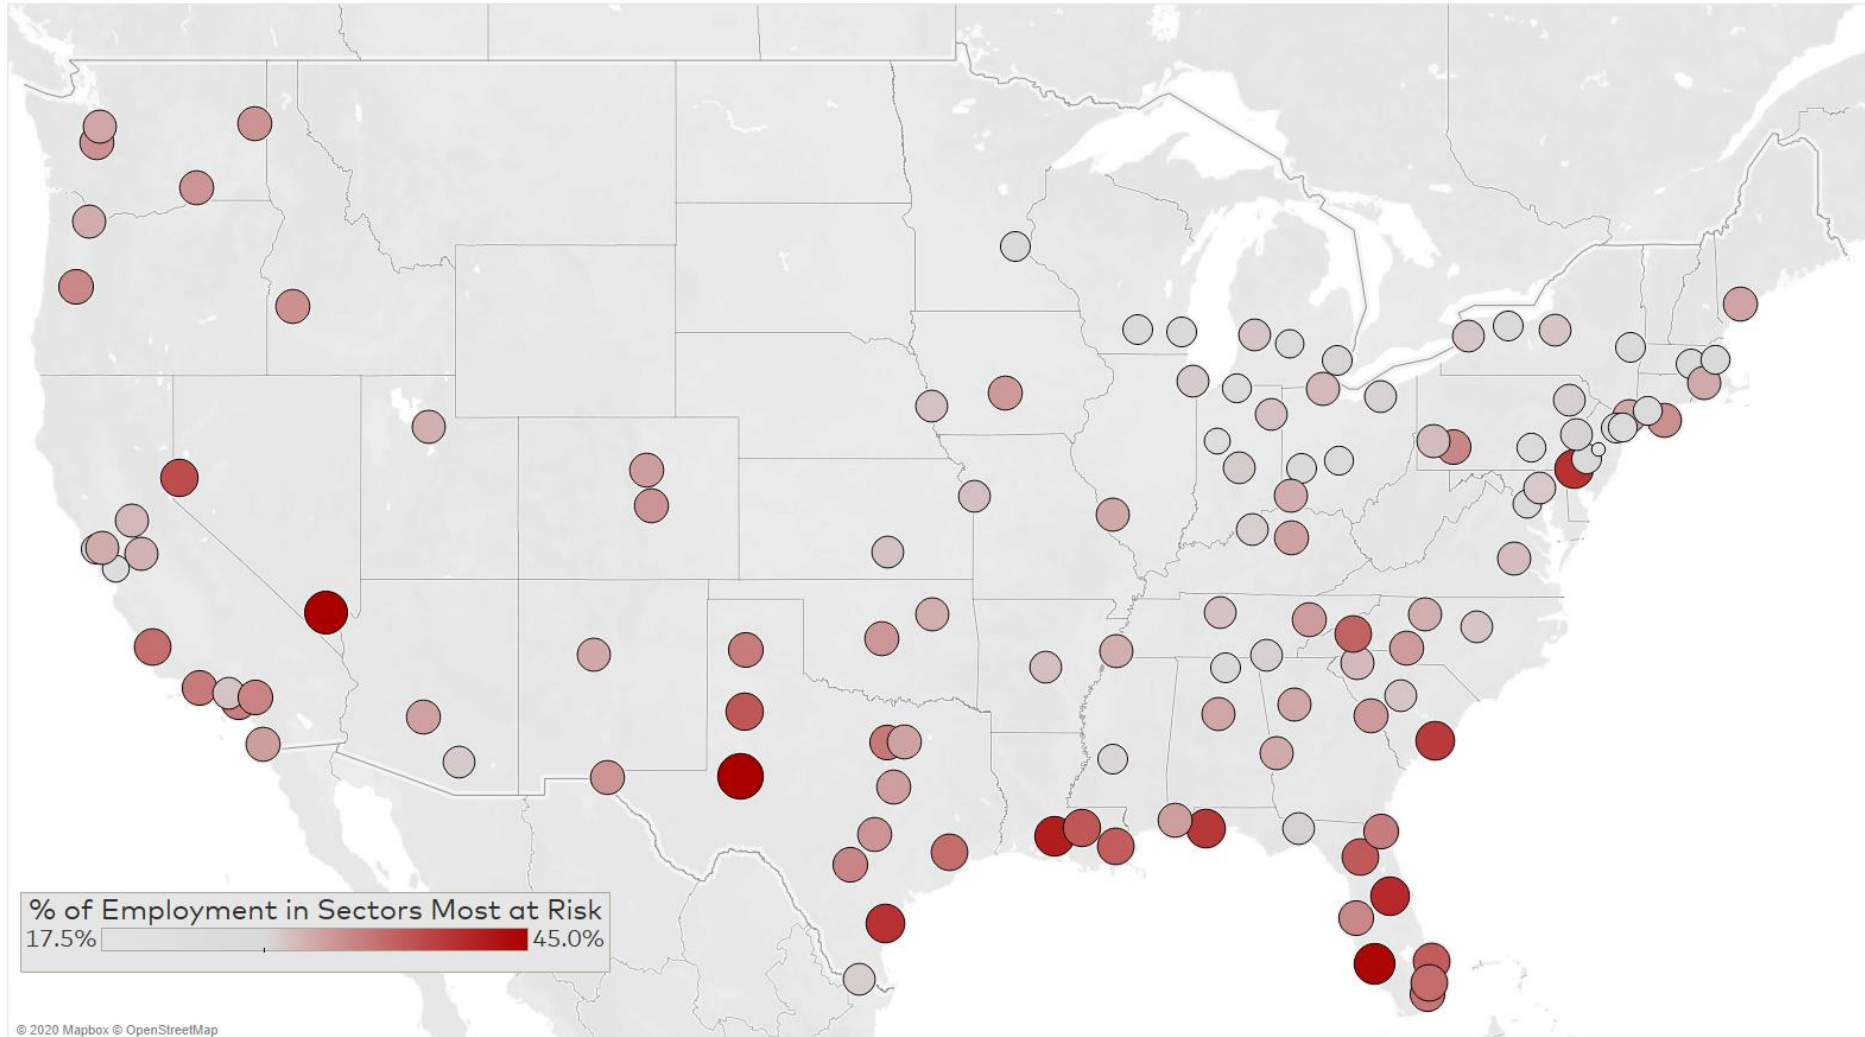 % of Employment in Sectors Most at Risk
17.5% 45.0%
© 2020 Mapbox © OpenStreetMap